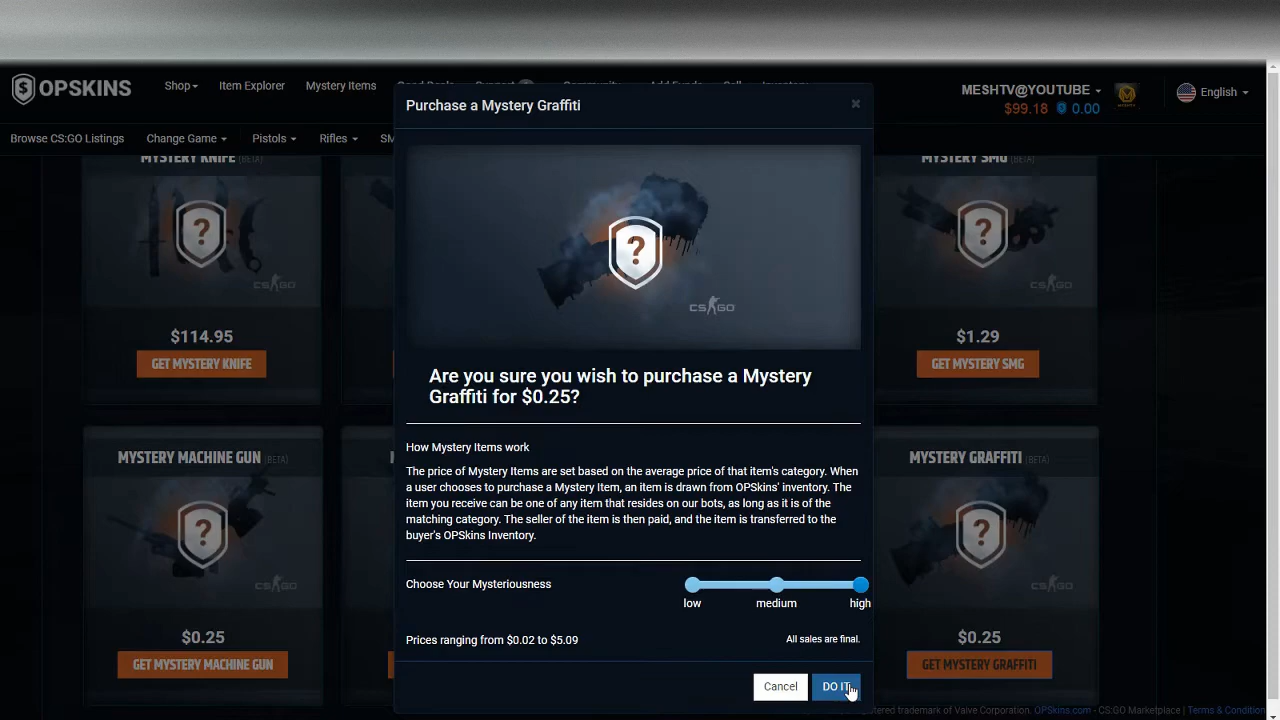 OPSKINS
Shop
Item Explorer
Mystery Items
MESHTV@YOUTUBE
$99.18 0.00
English
Browse CS:GO Listings
Change Game
Pistols
Rifles
Purchase a Mystery Graffiti
×
MYSTERY KNIFE (BETA)
MYSTERY SMG (BETA)
?
?
?
CS GO
CS GO
CS GO
$114.95
GET MYSTERY KNIFE
$1.29
GET MYSTERY SMG
Are you sure you wish to purchase a Mystery
Graffiti for $0.25?
How Mystery Items work
The price of Mystery Items are set based on the average price of that item's category. When
a user chooses to purchase a Mystery Item, an item is drawn from OPSkins' inventory. The
item you receive can be one of any item that resides on our bots, as long as it is of the
matching category. The seller of the item is then paid, and the item is transferred to the
buyer's OPSkins Inventory.
MYSTERY MACHINE GUN (BETA)
MYSTERY GRAFFITI (BETA)
?
?
CS GO
CS GO
Choose Your Mysteriousness
low
medium
high
Prices ranging from $0.02 to $5.09
All sales are final.
$0.25
GET MYSTERY MACHINE GUN
$0.25
GET MYSTERY GRAFFITI
Cancel
DO IT
trademark of Valve Corporation. OPSkins.com - CS:GO Marketplace | Terms & Condition